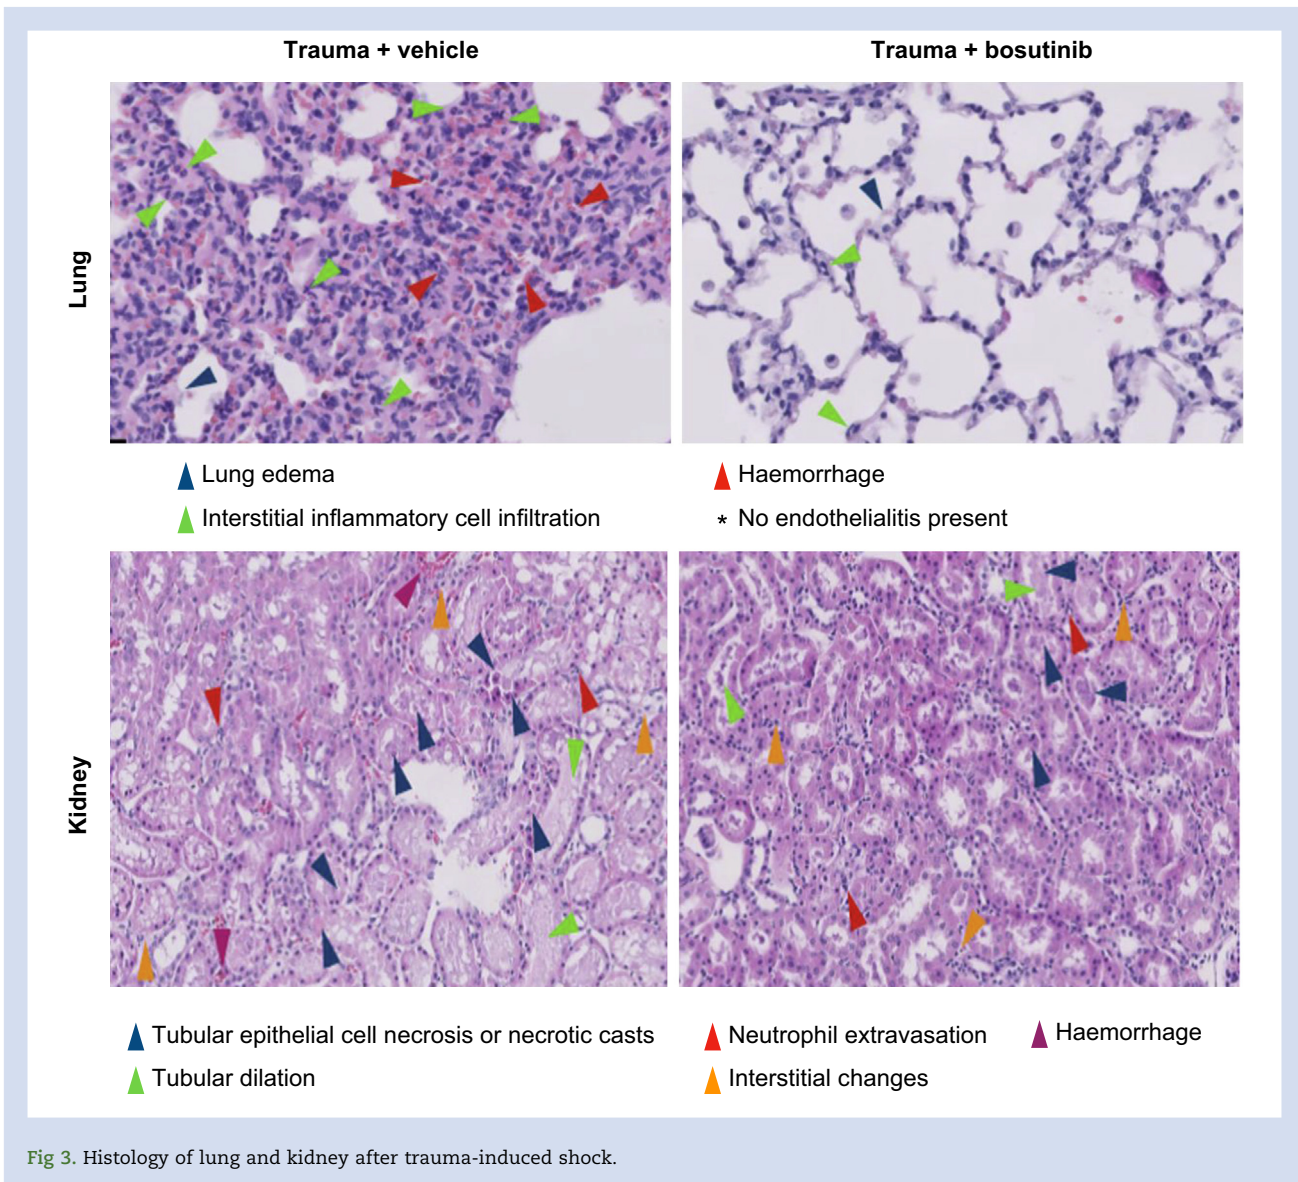 Trauma + vehicle
Trauma + bosutinib
Lung
Lung edema
Haemorrhage
Interstitial inflammatory cell infiltration
* No endothelialitis present
Kidney
Tubular epithelial cell necrosis or necrotic casts
Neutrophil extravasation
Haemorrhage
Tubular dilation
Interstitial changes
Fig 3. Histology of lung and kidney after trauma-induced shock.